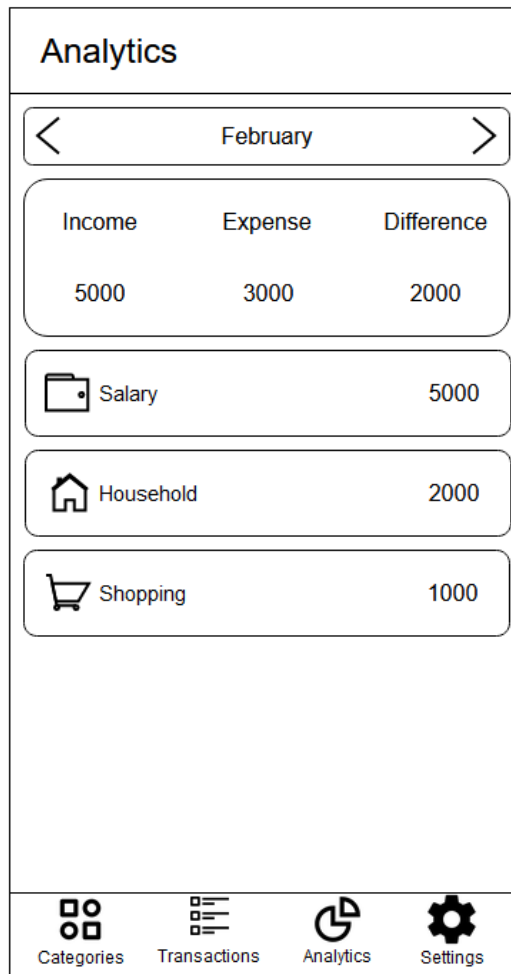 Analytics
February
Income Expense Difference
5000 3000 2000
Salary 5000
Household 2000
Shopping 1000
Categories Transactions Analytics Settings